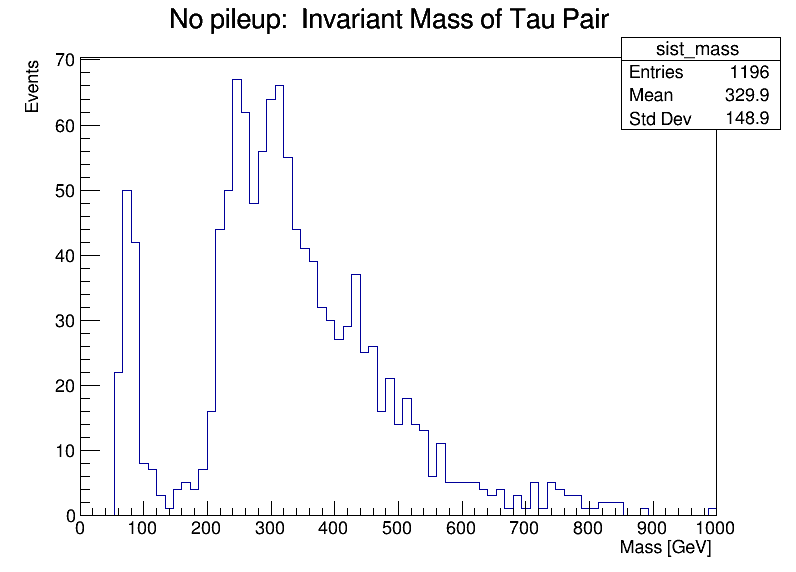 No pileup: Invariant Mass of Tau Pair
sist_mass
Entries 1196
Mean 329.9
Std Dev 148.9
Events
70
60
50
40
30
20
10
0
0 100 200 300 400 500 600 700 800 900 1000
Mass [GeV]